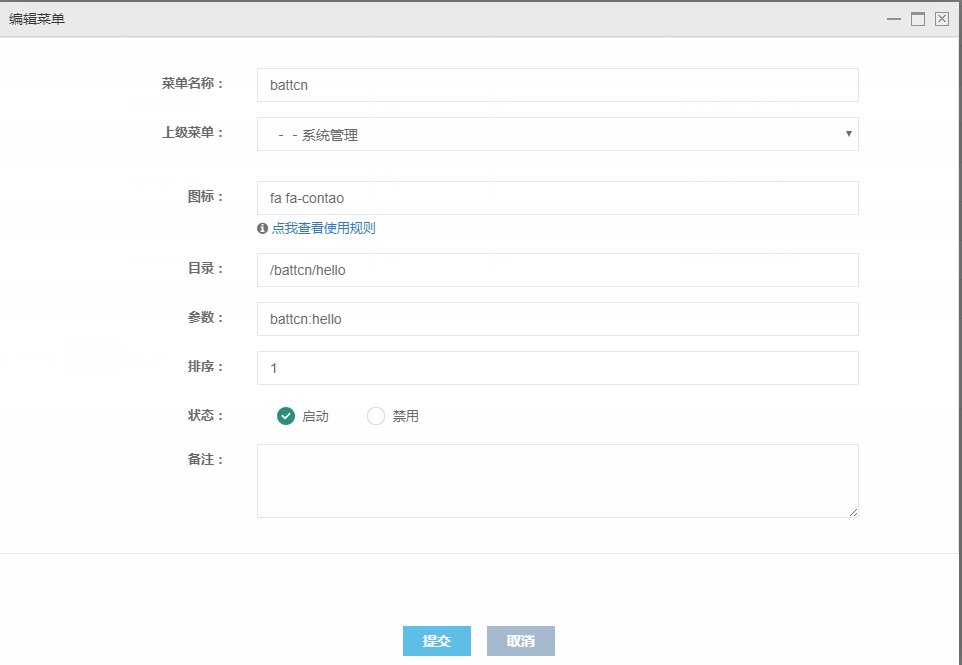 编辑菜单
菜单名称： battcn
上级菜单： - - 系统管理
图标： fa fa-contao
点我查看使用规则
目录： /battcn/hello
参数： battcn:hello
排序： 1
状态： 启动 禁用
备注：
提交 取消